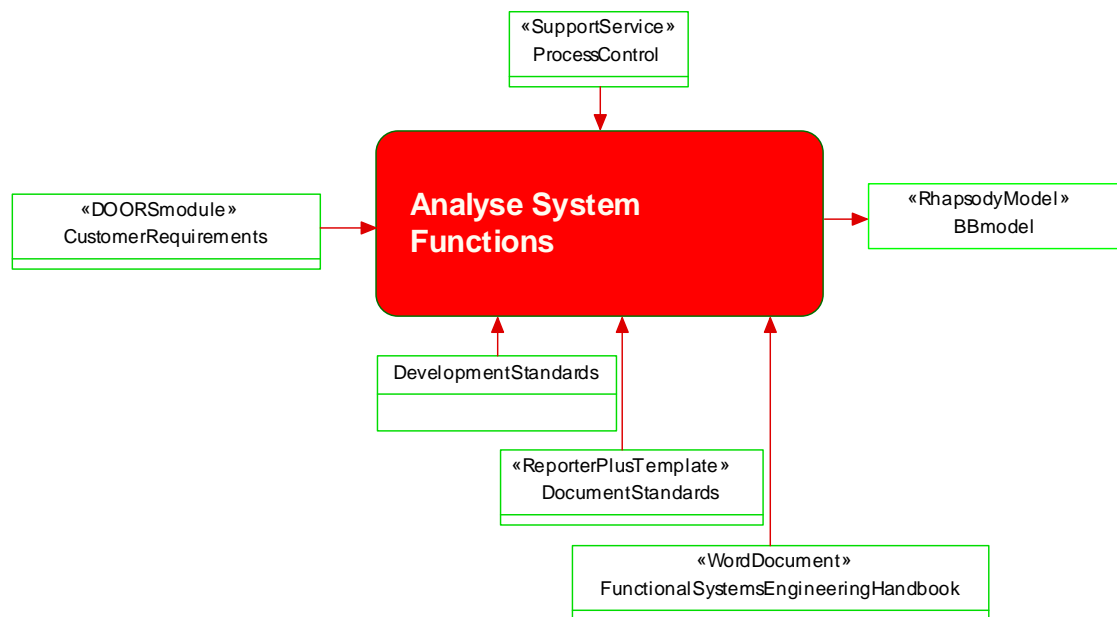 «SupportService»
ProcessControl
«DOORSmodule»
CustomerRequirements
Analyse System
Functions
«RhapsodyModel»
BBmodel
DevelopmentStandards
«ReporterPlusTemplate»
DocumentStandards
«WordDocument»
FunctionalSystemsEngineeringHandbook